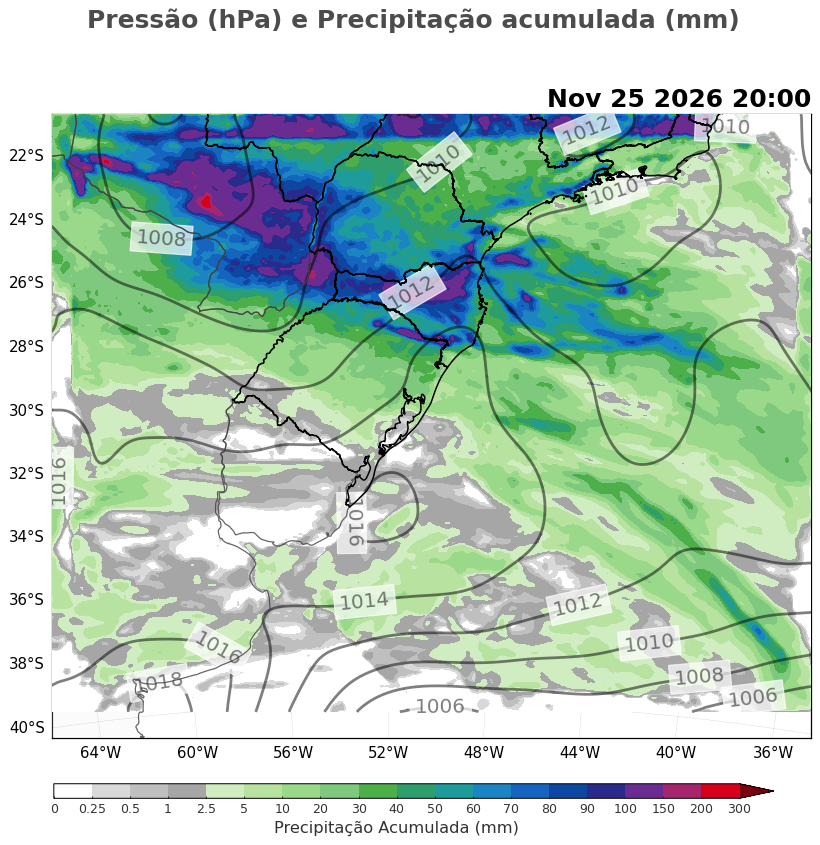 Pressão (hPa) e Precipitação acumulada (mm)
Nov 25 2026 20:00
1012
1010
1010
22°S
1010
24°S
1008
26°S
1012
28°S
30°S
32°S
1016
1016
34°S
36°S
1014
1012
1016
1010
38°S
1018
1008
1006
1006
40°S
64°W 60°W 56°W 52°W 48°W 44°W 40°W 36°W
0 0.25 0.5 1 2.5 5 10 20 30 40 50 60 70 80 90 100 150 200 300
Precipitação Acumulada (mm)